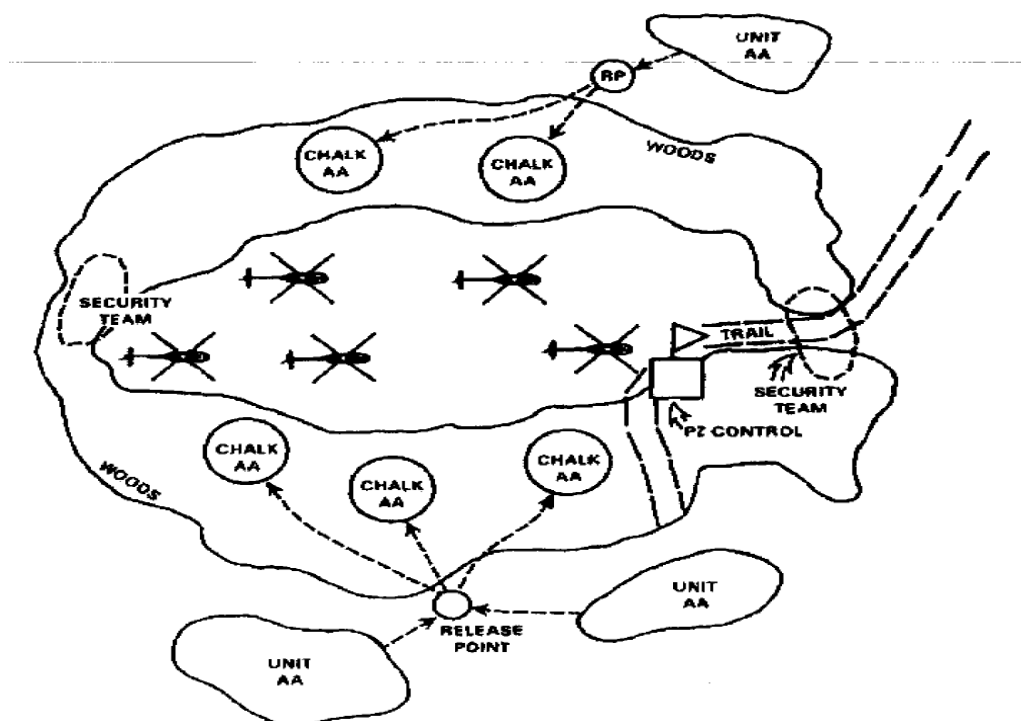 UNIT
AA
RP
CHALK
AA
CHALK
AA
WOODS
SECURITY
TEAM
TRAIL
SECURITY
TEAM
PZ CONTROL
CHALK
AA
CHALK
AA
CHALK
AA
WOODS
UNIT
AA
RELEASE
POINT
UNIT
AA